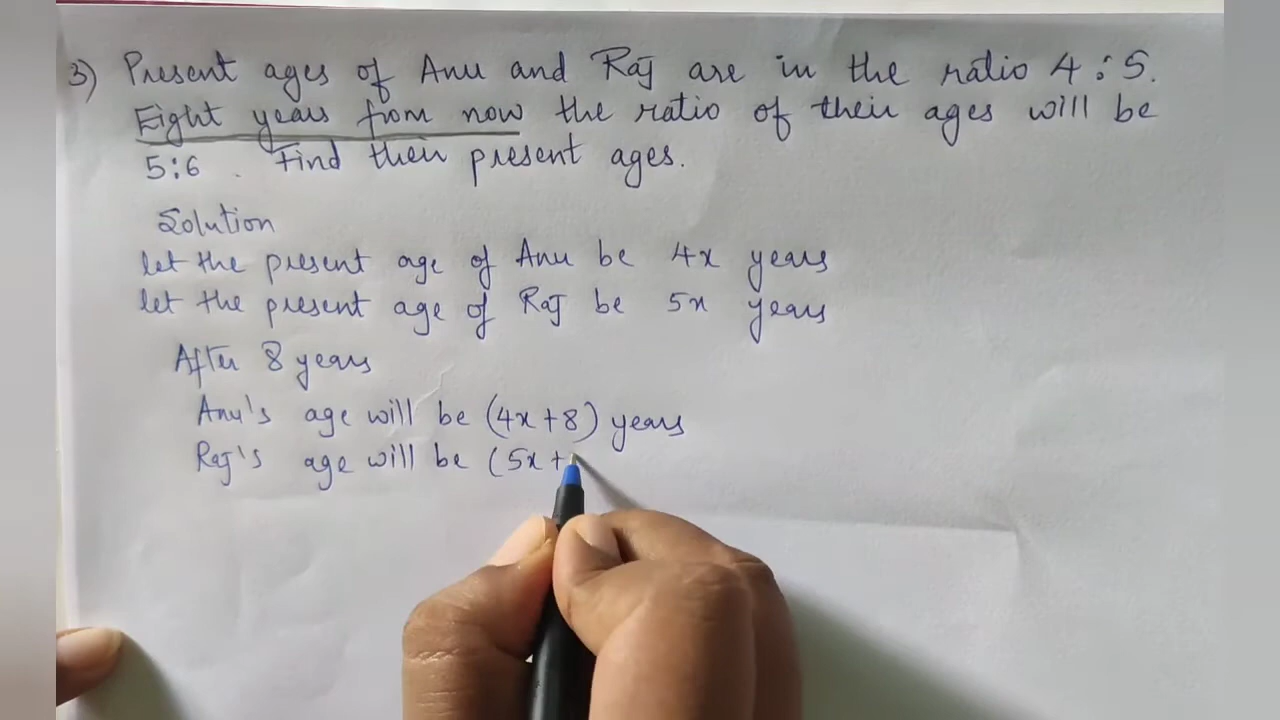 3) Present ages of Anu and Raj are in the ratio 4:5.
Eight years from now the ratio of their ages will be
5:6. Find their present ages.
Solution
let the present age of Anu be 4x years
let the present age of Raj be 5x years
After 8 years
Anu's age will be (4x+8) years
Raj's age will be (5x+